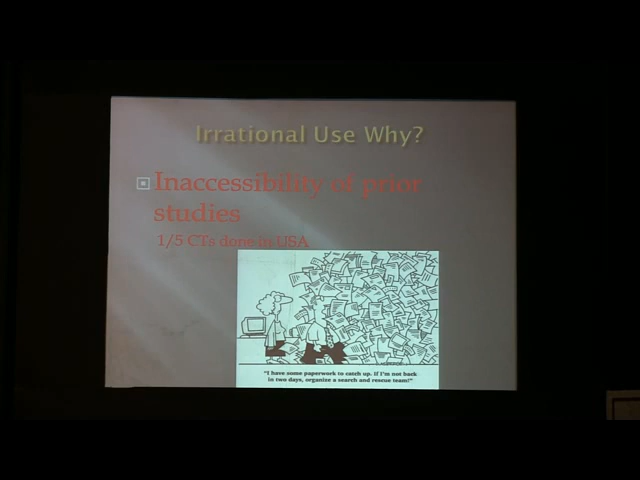 Irrational Use Why?
Inaccessibility of prior
studies
1/5 CTs done in USA
"I have some paperwork to catch up. If I'm not back
in two days, organize a search and rescue team!"